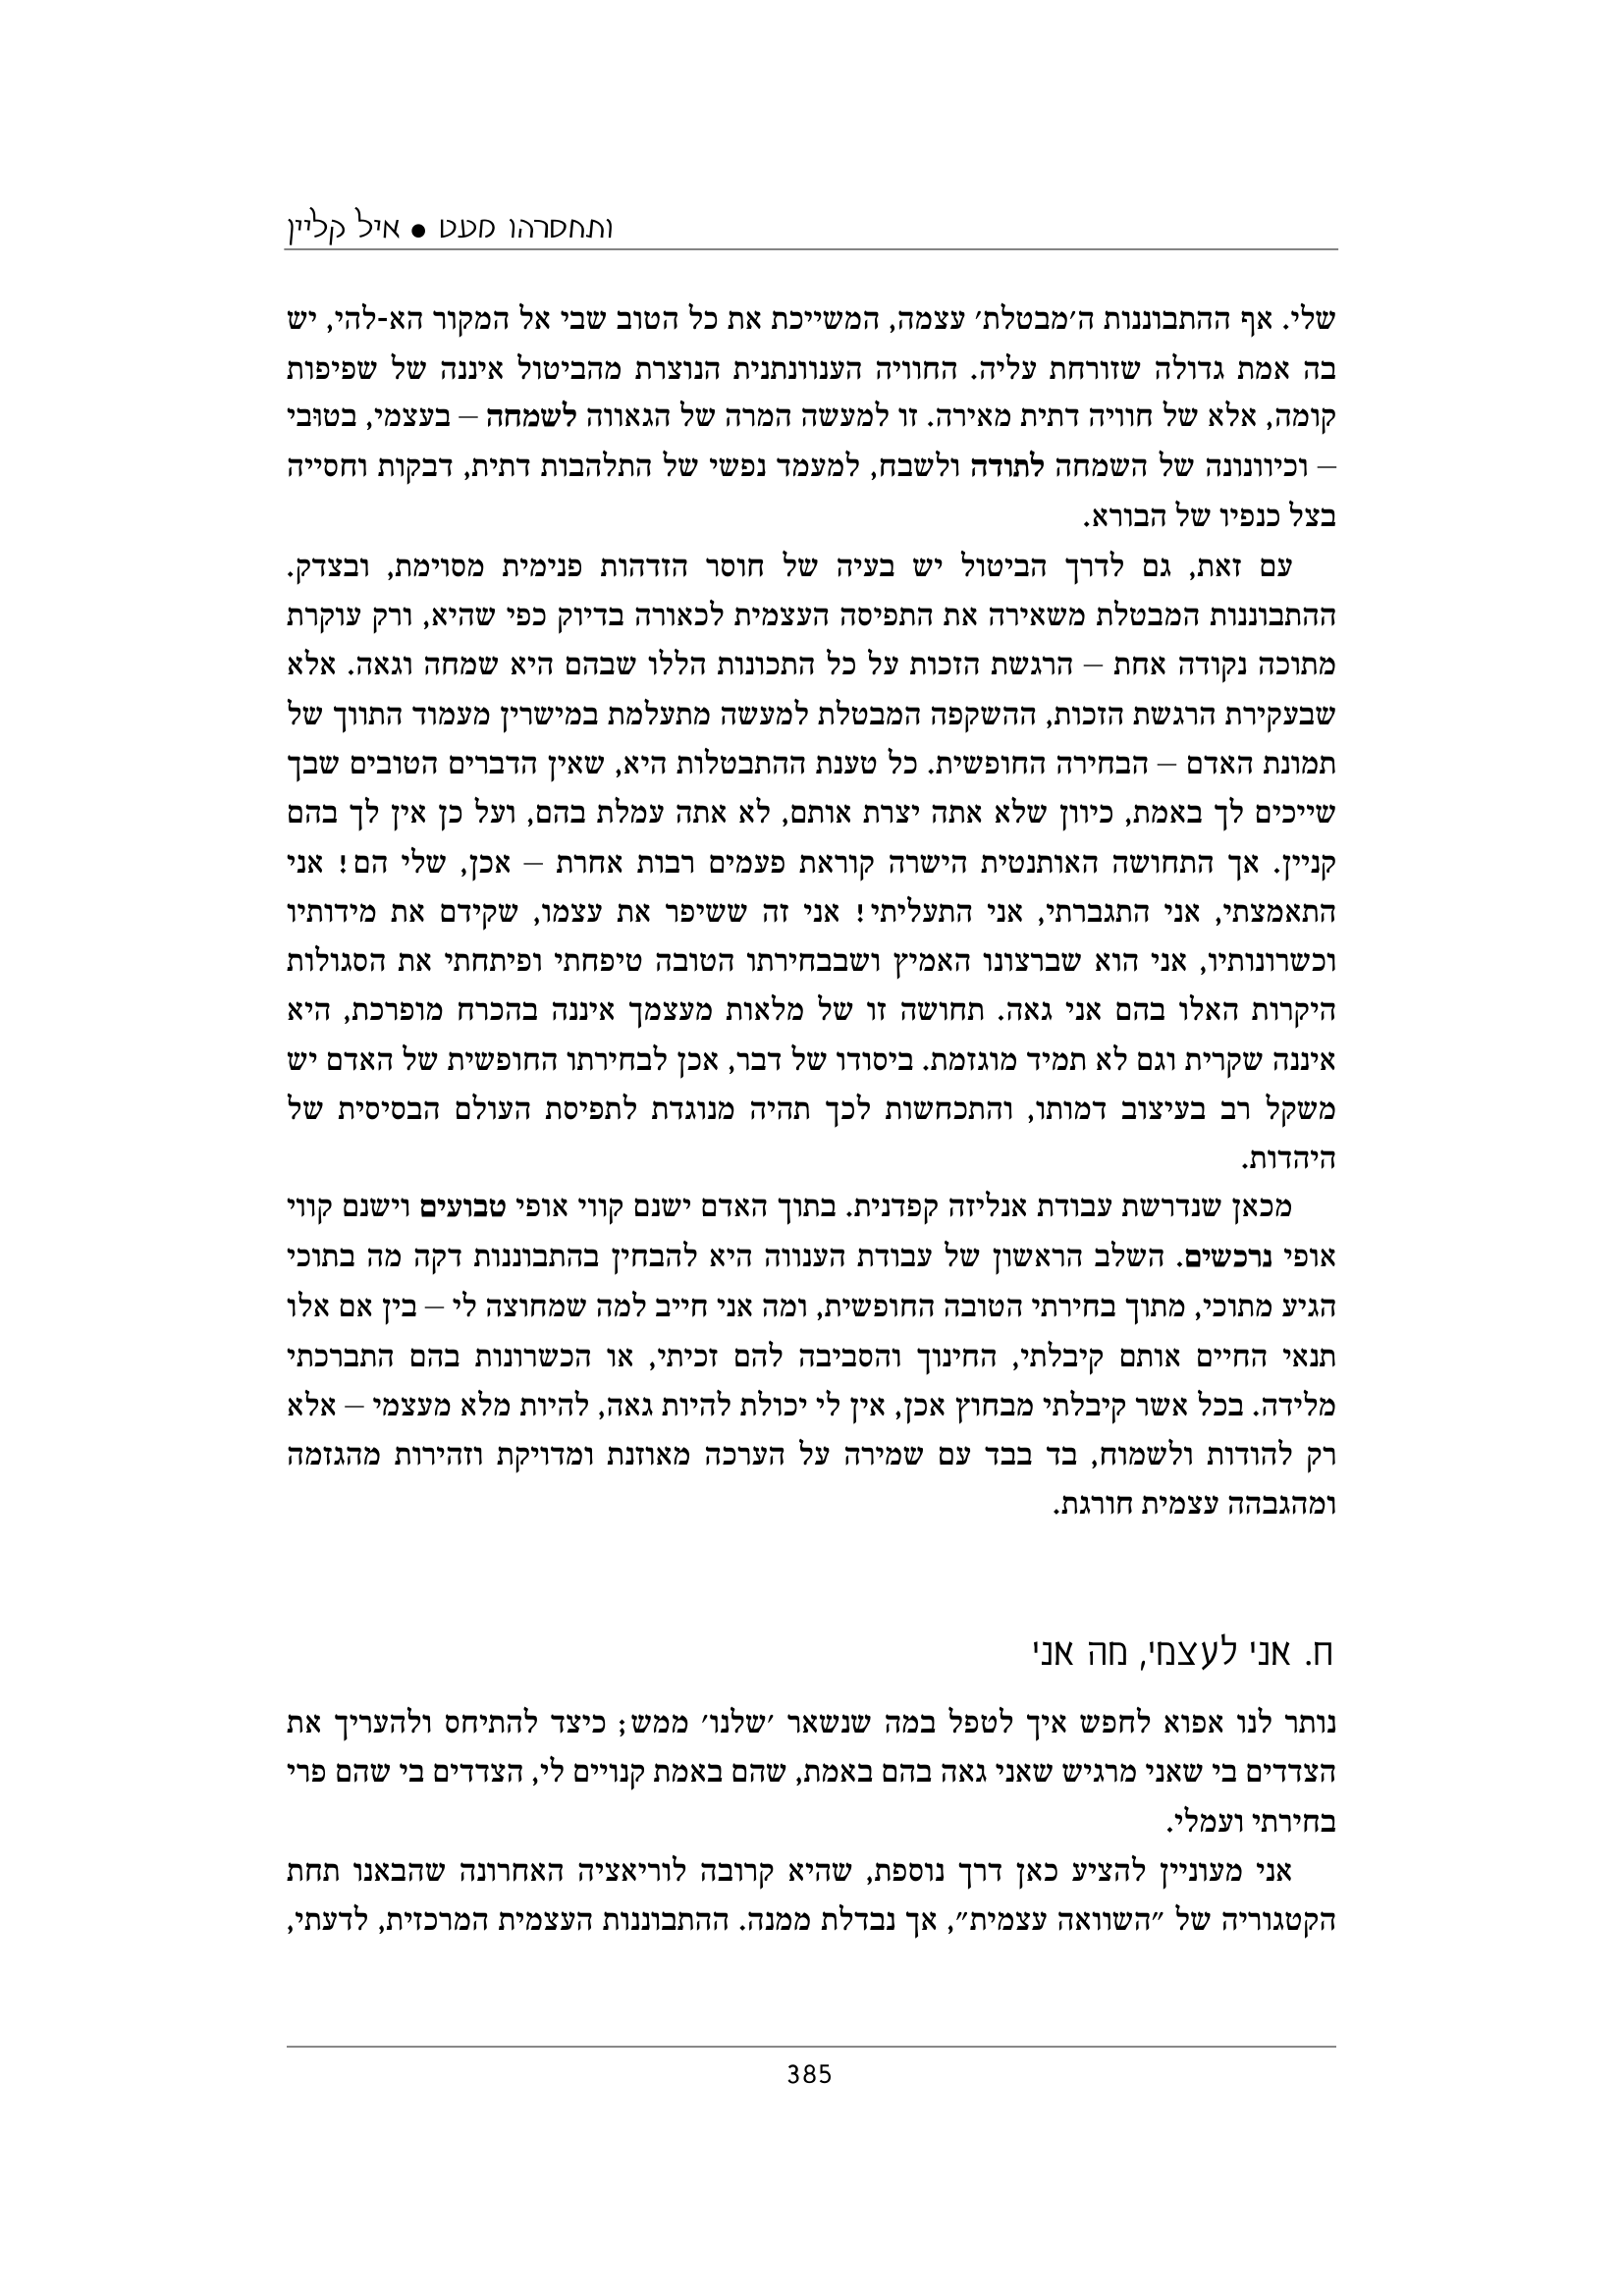 ותחסרהו מעט ● איל קליין
שלי. אף ההתבוננות ה'מבטלת' עצמה, המשייכת את כל הטוב שבי אל המקור הא-להי, יש
בה אמת גדולה שזורחת עליה. החוויה הענוונתנית הנוצרת מהביטול איננה של שפיפות
קומה, אלא של חוויה דתית מאירה. זו למעשה המרה של הגאווה לשמחה – בעצמי, בטוּבי
– וכיוונונה של השמחה לתודה ולשבח, למעמד נפשי של התלהבות דתית, דבקות וחסייה
בצל כנפיו של הבורא.
עם זאת, גם לדרך הביטול יש בעיה של חוסר הזדהות פנימית מסוימת, ובצדק.
ההתבוננות המבטלת משאירה את התפיסה העצמית לכאורה בדיוק כפי שהיא, ורק עוקרת
מתוכה נקודה אחת – הרגשת הזכות על כל התכונות הללו שבהם היא שמחה וגאה. אלא
שבעקירת הרגשת הזכות, ההשקפה המבטלת למעשה מתעלמת במישרין מעמוד התווך של
תמונת האדם – הבחירה החופשית. כל טענת ההתבטלות היא, שאין הדברים הטובים שבך
שייכים לך באמת, כיוון שלא אתה יצרת אותם, לא אתה עמלת בהם, ועל כן אין לך בהם
קניין. אך התחושה האותנטית הישרה קוראת פעמים רבות אחרת – אכן, שלי הם! אני
התאמצתי, אני התגברתי, אני התעליתי! אני זה ששיפר את עצמו, שקידם את מידותיו
וכשרונותיו, אני הוא שברצונו האמיץ ושבבחירתו הטובה טיפחתי ופיתחתי את הסגולות
היקרות האלו בהם אני גאה. תחושה זו של מלאות מעצמך איננה בהכרח מופרכת, היא
איננה שקרית וגם לא תמיד מוגזמת. ביסודו של דבר, אכן לבחירתו החופשית של האדם יש
משקל רב בעיצוב דמותו, והתכחשות לכך תהיה מנוגדת לתפיסת העולם הבסיסית של
היהדות.
מכאן שנדרשת עבודת אנליזה קפדנית. בתוך האדם ישנם קווי אופי טבועים וישנם קווי
אופי נרכשים. השלב הראשון של עבודת הענווה היא להבחין בהתבוננות דקה מה בתוכי
הגיע מתוכי, מתוך בחירתי הטובה החופשית, ומה אני חייב למה שמחוצה לי – בין אם אלו
תנאי החיים אותם קיבלתי, החינוך והסביבה להם זכיתי, או הכשרונות בהם התברכתי
מלידה. בכל אשר קיבלתי מבחוץ אכן, אין לי יכולת להיות גאה, להיות מלא מעצמי – אלא
רק להודות ולשמוח, בד בבד עם שמירה על הערכה מאוזנת ומדויקת וזהירות מהגזמה
ומהגבהה עצמית חורגת.
ח. אני לעצמי, מה אני
נותר לנו אפוא לחפש איך לטפל במה שנשאר 'שלנו' ממש; כיצד להתיחס ולהעריך את
הצדדים בי שאני מרגיש שאני גאה בהם באמת, שהם באמת קנויים לי, הצדדים בי שהם פרי
בחירתי ועמלי.
אני מעוניין להציע כאן דרך נוספת, שהיא קרובה לוריאציה האחרונה שהבאנו תחת
הקטגוריה של "השוואה עצמית", אך נבדלת ממנה. ההתבוננות העצמית המרכזית, לדעתי,
385